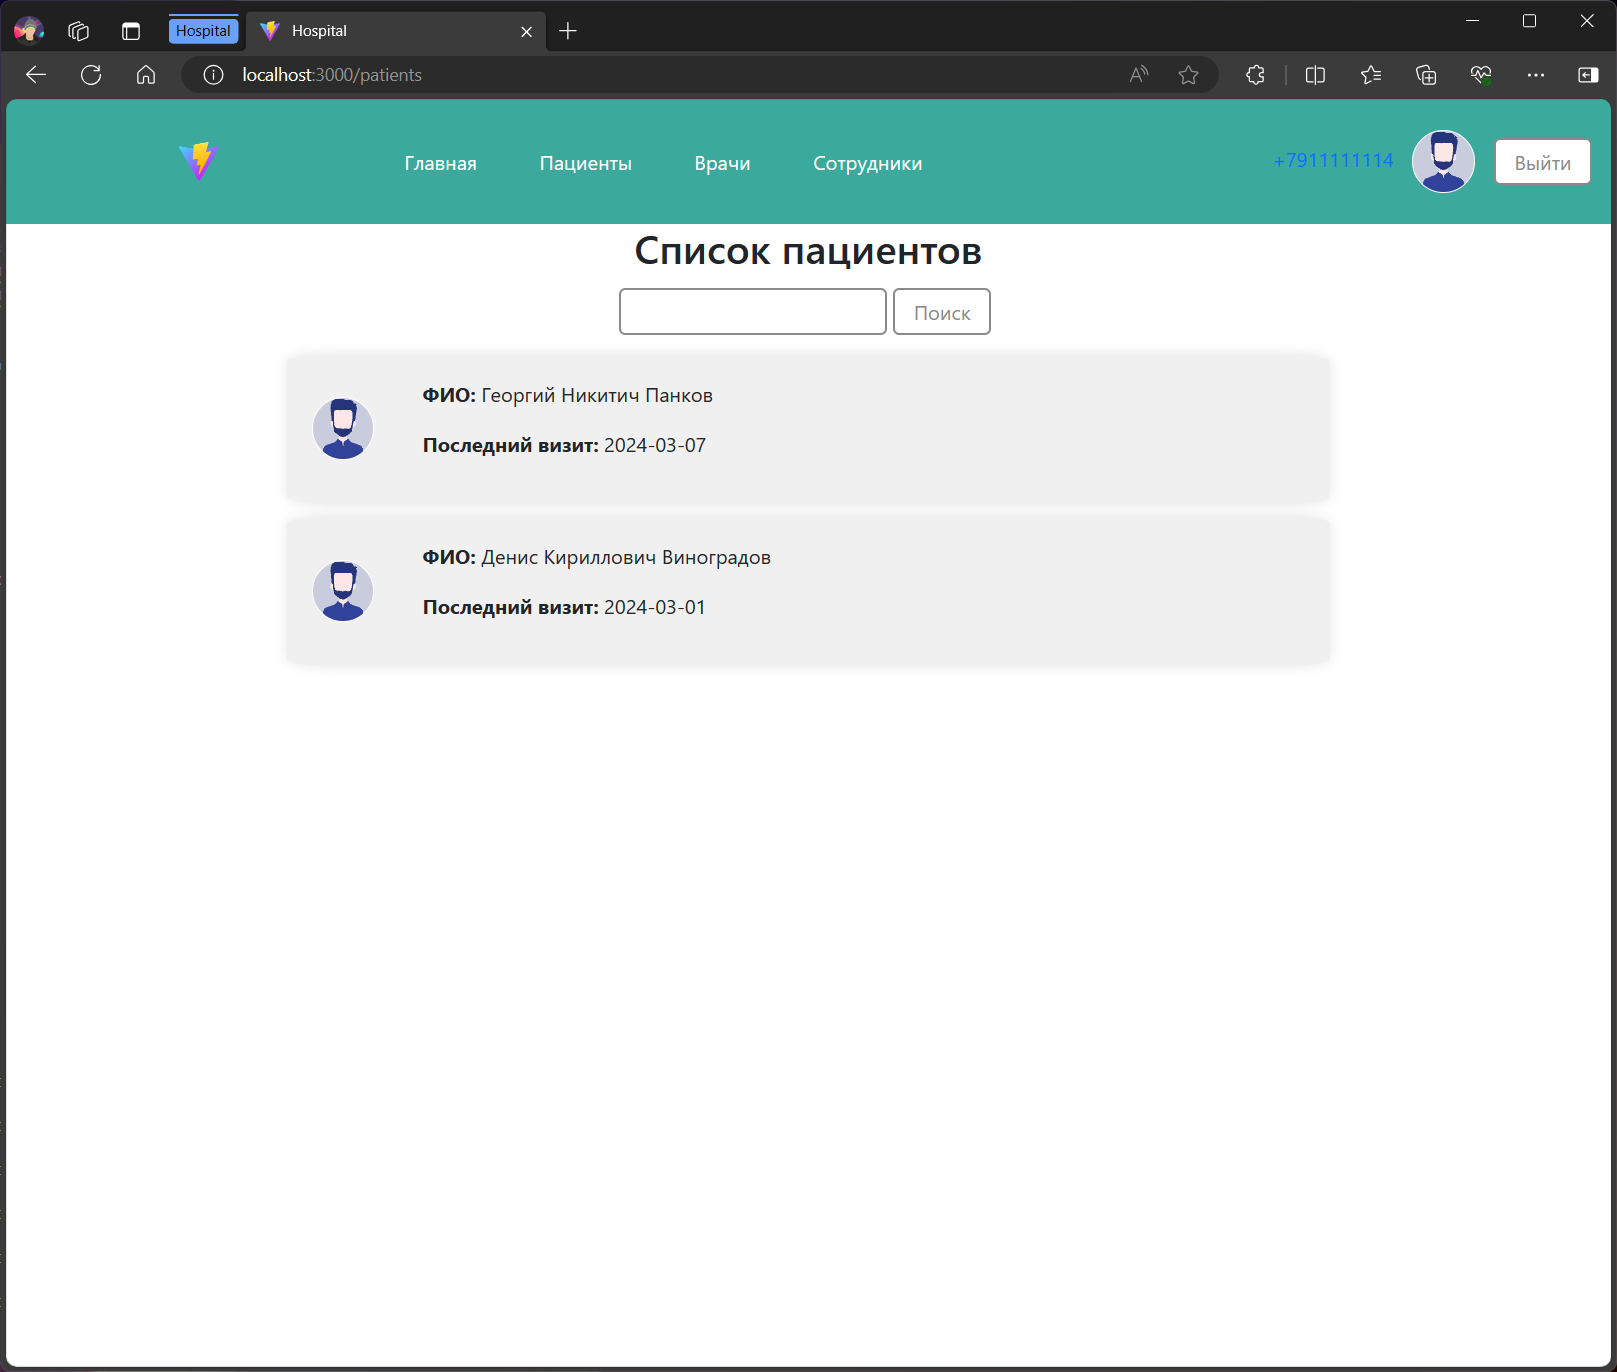 Hospital
Hospital
localhost:3000/patients
Главная
Пациенты
Врачи
Сотрудники
+7911111114
Выйти
Список пациентов
Поиск
ФИО: Георгий Никитич Панков
Последний визит: 2024-03-07
ФИО: Денис Кириллович Виноградов
Последний визит: 2024-03-01